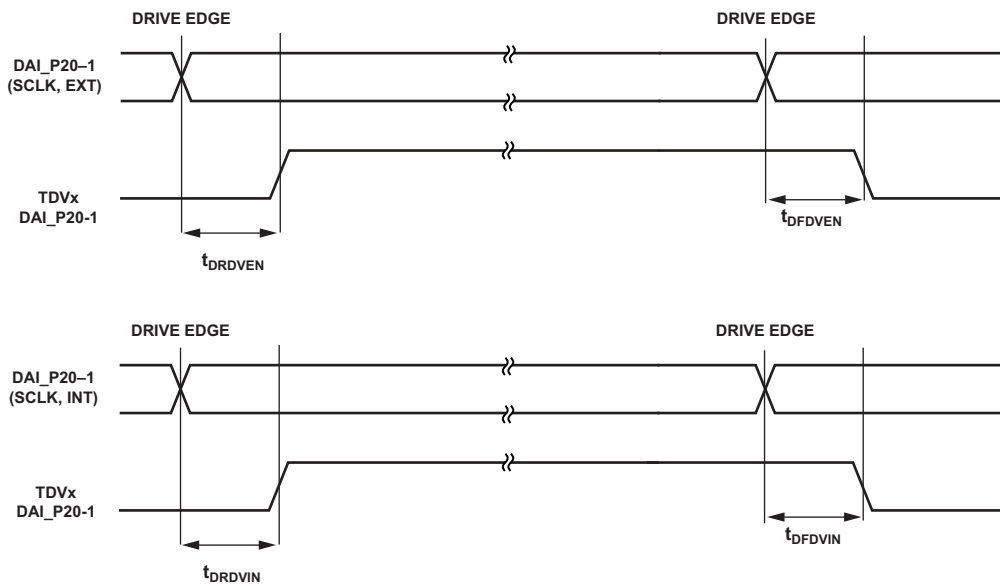 DRIVE EDGE DRIVE EDGE
DAI_P20–1
(SCLK, EXT)
TDVx
DAI_P20-1
tDFDVEN
tDRDVEN
DRIVE EDGE DRIVE EDGE
DAI_P20–1
(SCLK, INT)
TDVx
DAI_P20-1
tDFDVIN
tDRDVIN